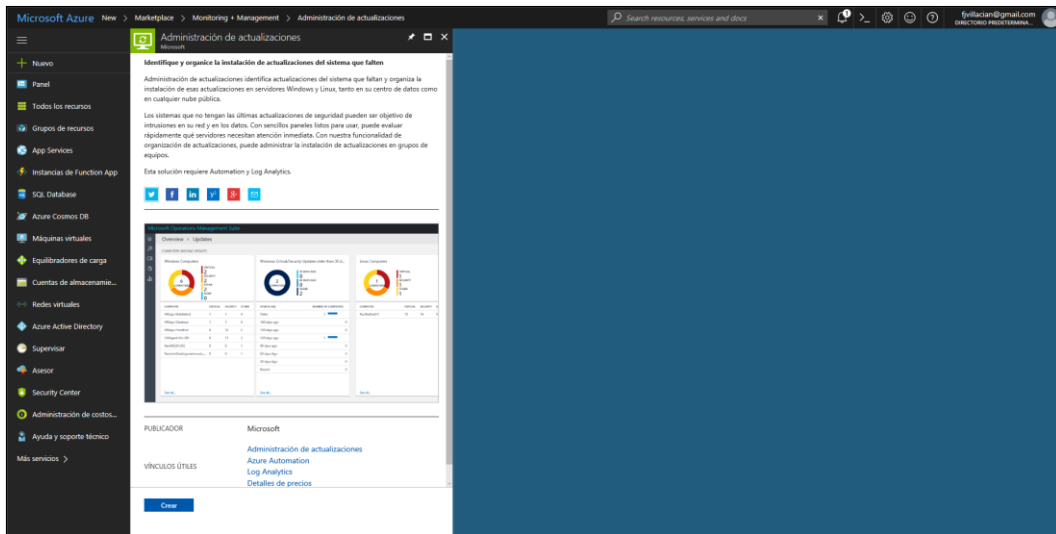 Microsoft Azure New > Marketplace > Monitoring + Management > Administración de actualizaciones
Search resources, services and docs
fjvillacian@gmail.com
DIRECTORIO PREDETERMINA...
Administración de actualizaciones
Microsoft
Nuevo
Panel
Todos los recursos
Grupos de recursos
App Services
Instancias de Function App
SQL Database
Azure Cosmos DB
Máquinas virtuales
Equilibradores de carga
Cuentas de almacenamie...
Redes virtuales
Azure Active Directory
Supervisar
Asesor
Security Center
Administración de costos...
Ayuda y soporte técnico
Más servicios >
Identifique y organice la instalación de actualizaciones del sistema que falten
Administración de actualizaciones identifica actualizaciones del sistema que faltan y organiza la
instalación de esas actualizaciones en servidores Windows y Linux, tanto en su centro de datos como
en cualquier nube pública.
Los sistemas que no tengan las últimas actualizaciones de seguridad pueden ser objetivo de
intrusiones en su red y en los datos. Con sencillos paneles listos para usar, puede evaluar
rápidamente qué servidores necesitan atención inmediata. Con nuestra funcionalidad de
organización de actualizaciones, puede administrar la instalación de actualizaciones en grupos de
equipos.
Esta solución requiere Automation y Log Analytics.
Microsoft Operations Management Suite
Overview > Updates
Windows Computers
Linux Computers
PUBLICADOR
Microsoft
VÍNCULOS ÚTILES
Administración de actualizaciones
Azure Automation
Log Analytics
Detalles de precios
Crear